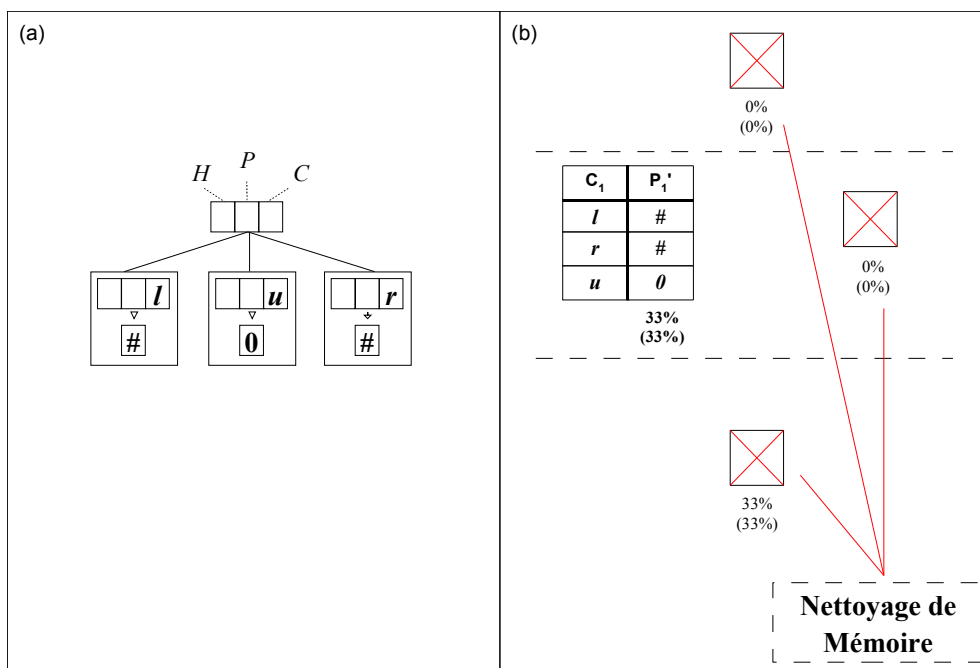 (a)
H P C
l u r
# 0 #
(b)
0%
(0%)
C1 P1'
l #
r #
u 0
33%
(33%)
0%
(0%)
33%
(33%)
Nettoyage de
Mémoire